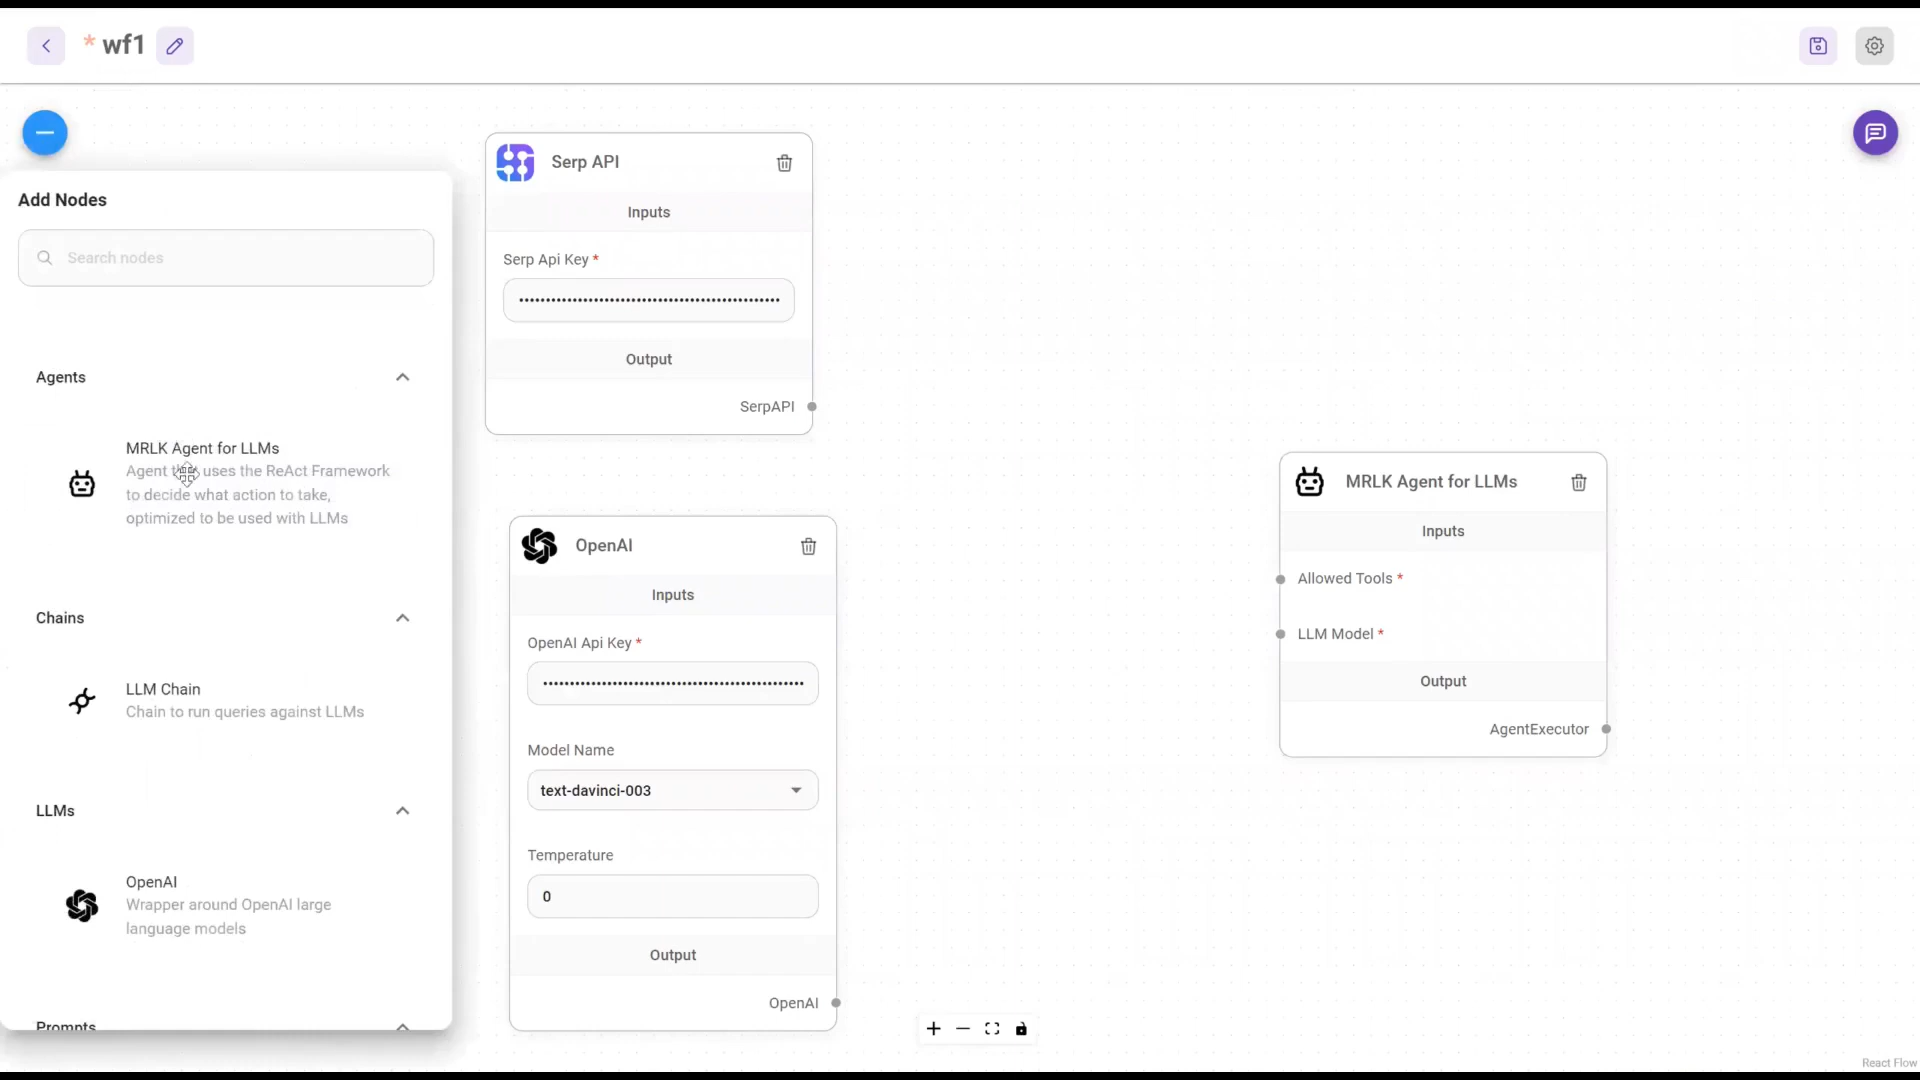 * wf1
Add Nodes
Search nodes
Agents
MRLK Agent for LLMs
Agent uses the ReAct Framework
to decide what action to take,
optimized to be used with LLMs
Chains
LLM Chain
Chain to run queries against LLMs
LLMs
OpenAI
Wrapper around OpenAI large
language models
Prompts
Serp API
Inputs
Serp Api Key *
Output
SerpAPI
OpenAI
Inputs
OpenAI Api Key *
Model Name
text-davinci-003
Temperature
0
Output
OpenAI
MRLK Agent for LLMs
Inputs
Allowed Tools *
LLM Model *
Output
AgentExecutor
React Flow